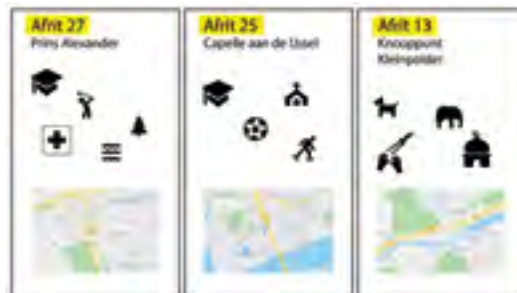 Afrit 27
Prins Alexander
Afrit 25
Capelle aan de IJssel
Afrit 13
Knooppunt
Kleinpolder